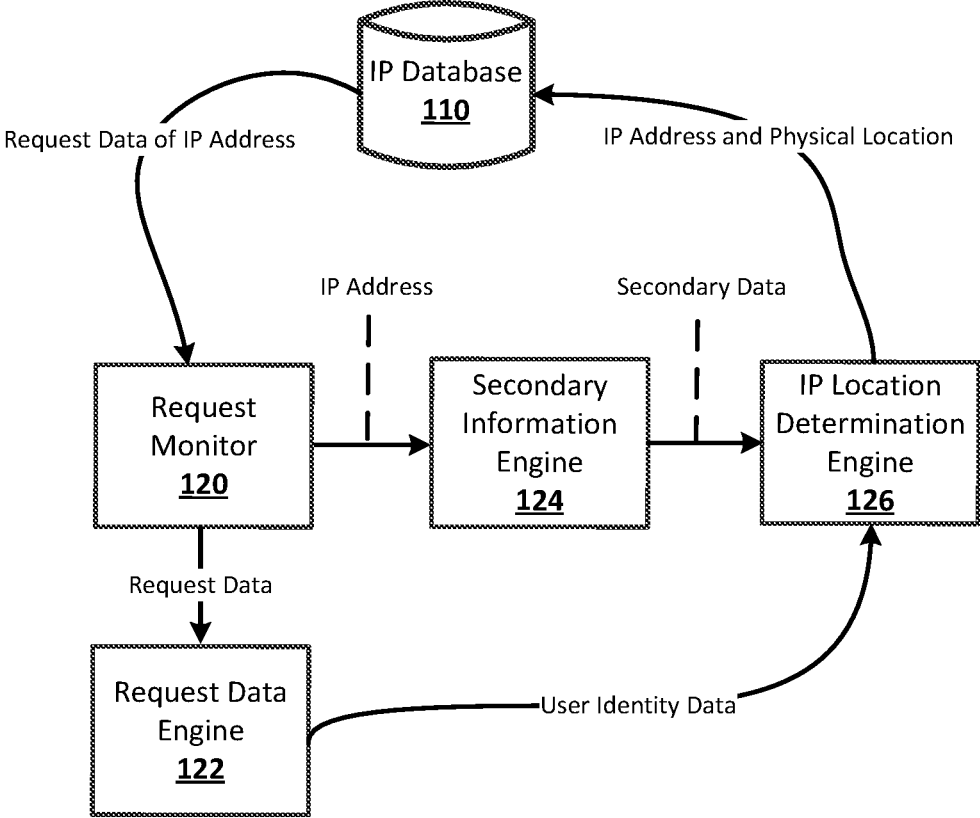 IP Database
110
Request Data of IP Address
IP Address and Physical Location
IP Address
Secondary Data
Request
Monitor
120
Secondary
Information
Engine
124
IP Location
Determination
Engine
126
Request Data
Request Data
Engine
122
User Identity Data